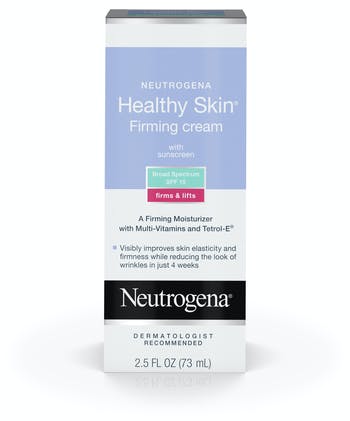 NEUTROGENA
Healthy Skin®
Firming cream
with
sunscreen
Broad Spectrum
SPF 15
firms & lifts
A Firming Moisturizer
with Multi-Vitamins and Tetrol-E®
Visibly improves skin elasticity and
firmness while reducing the look of
wrinkles in just 4 weeks
Neutrogena®
DERMATOLOGIST
RECOMMENDED
2.5 FL OZ (73 mL)